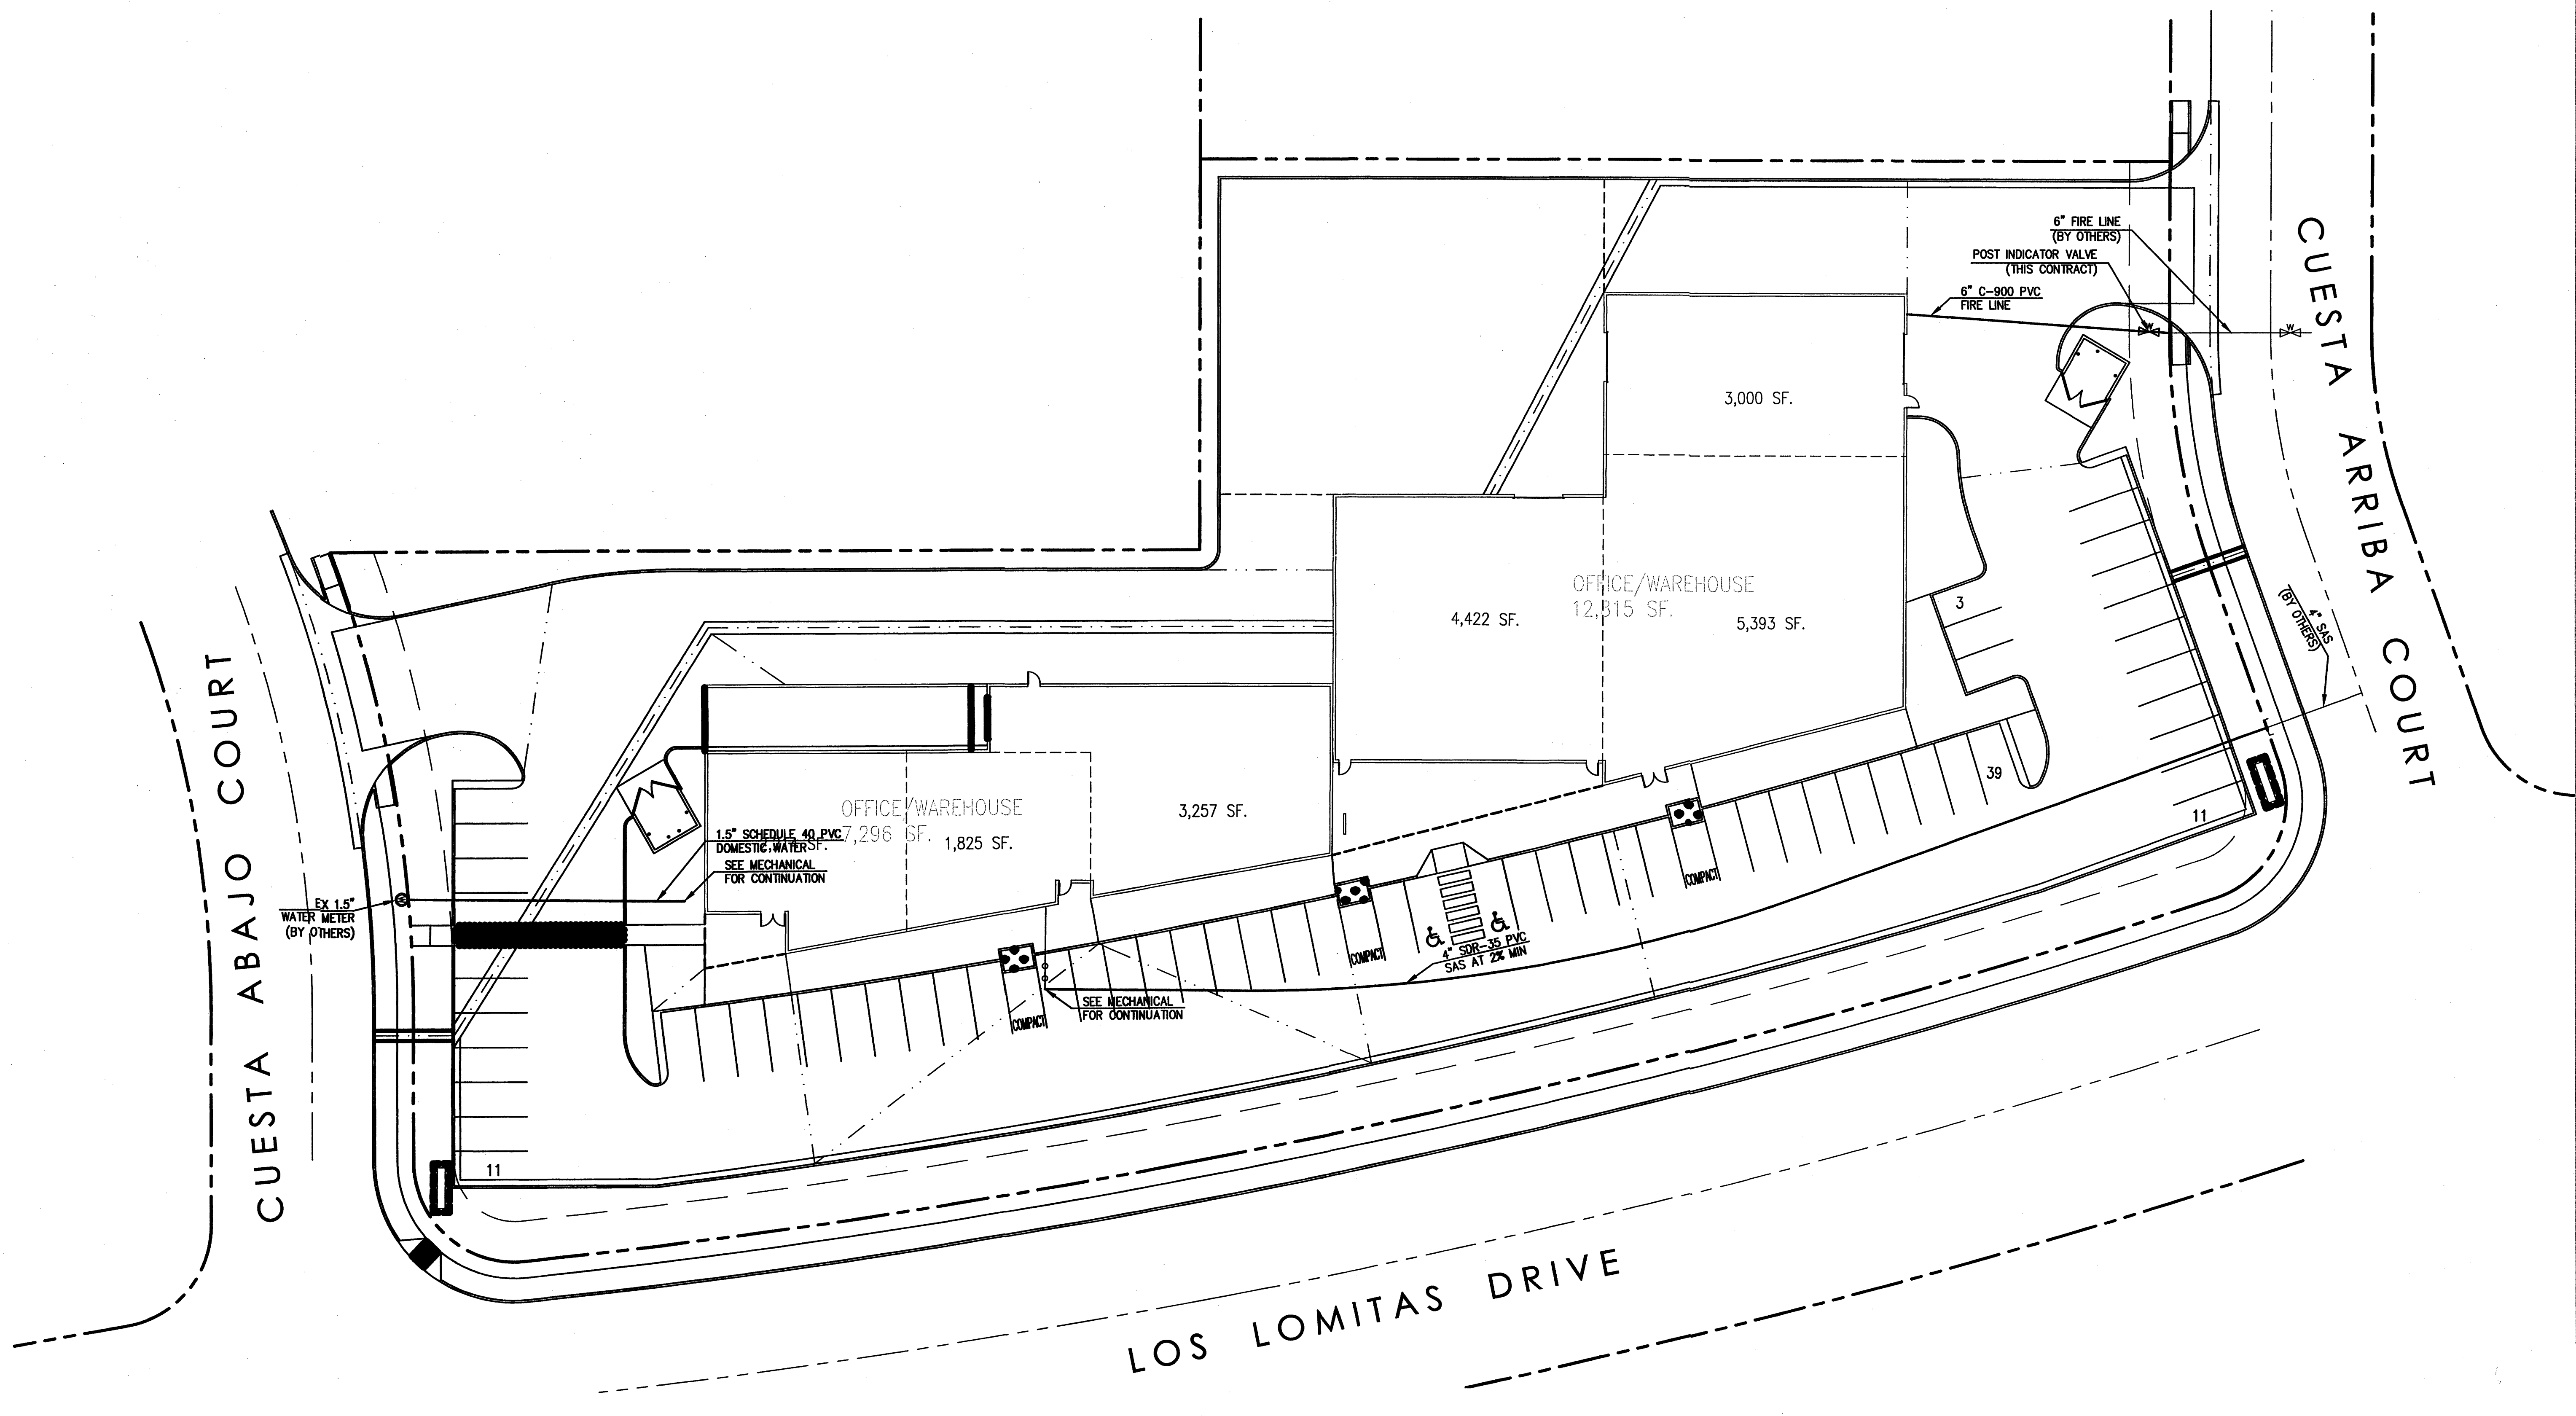 6" FIRE LINE
(BY OTHERS)
POST INDICATOR VALVE
(THIS CONTRACT)
6" C-900 PVC
FIRE LINE
W
W
CUESTA ARRIBA COURT
3,000 SF.
OFFICE/WAREHOUSE
12,815 SF.
4,422 SF.
5,393 SF.
3
4" SAS
(BY OTHERS)
CUESTA ABAJO COURT
39
11
OFFICE/WAREHOUSE
7,296 SF.
3,257 SF.
1,825 SF.
1.5" SCHEDULE 40 PVC
DOMESTIC WATER
SF.
SEE MECHANICAL
FOR CONTINUATION
EX 1.5"
WATER METER
(BY OTHERS)
W
COMPACT
COMPACT
COMPACT
4" SDR-35 PVC
SAS AT 2% MIN
SEE MECHANICAL
FOR CONTINUATION
11
LOS LOMITAS DRIVE